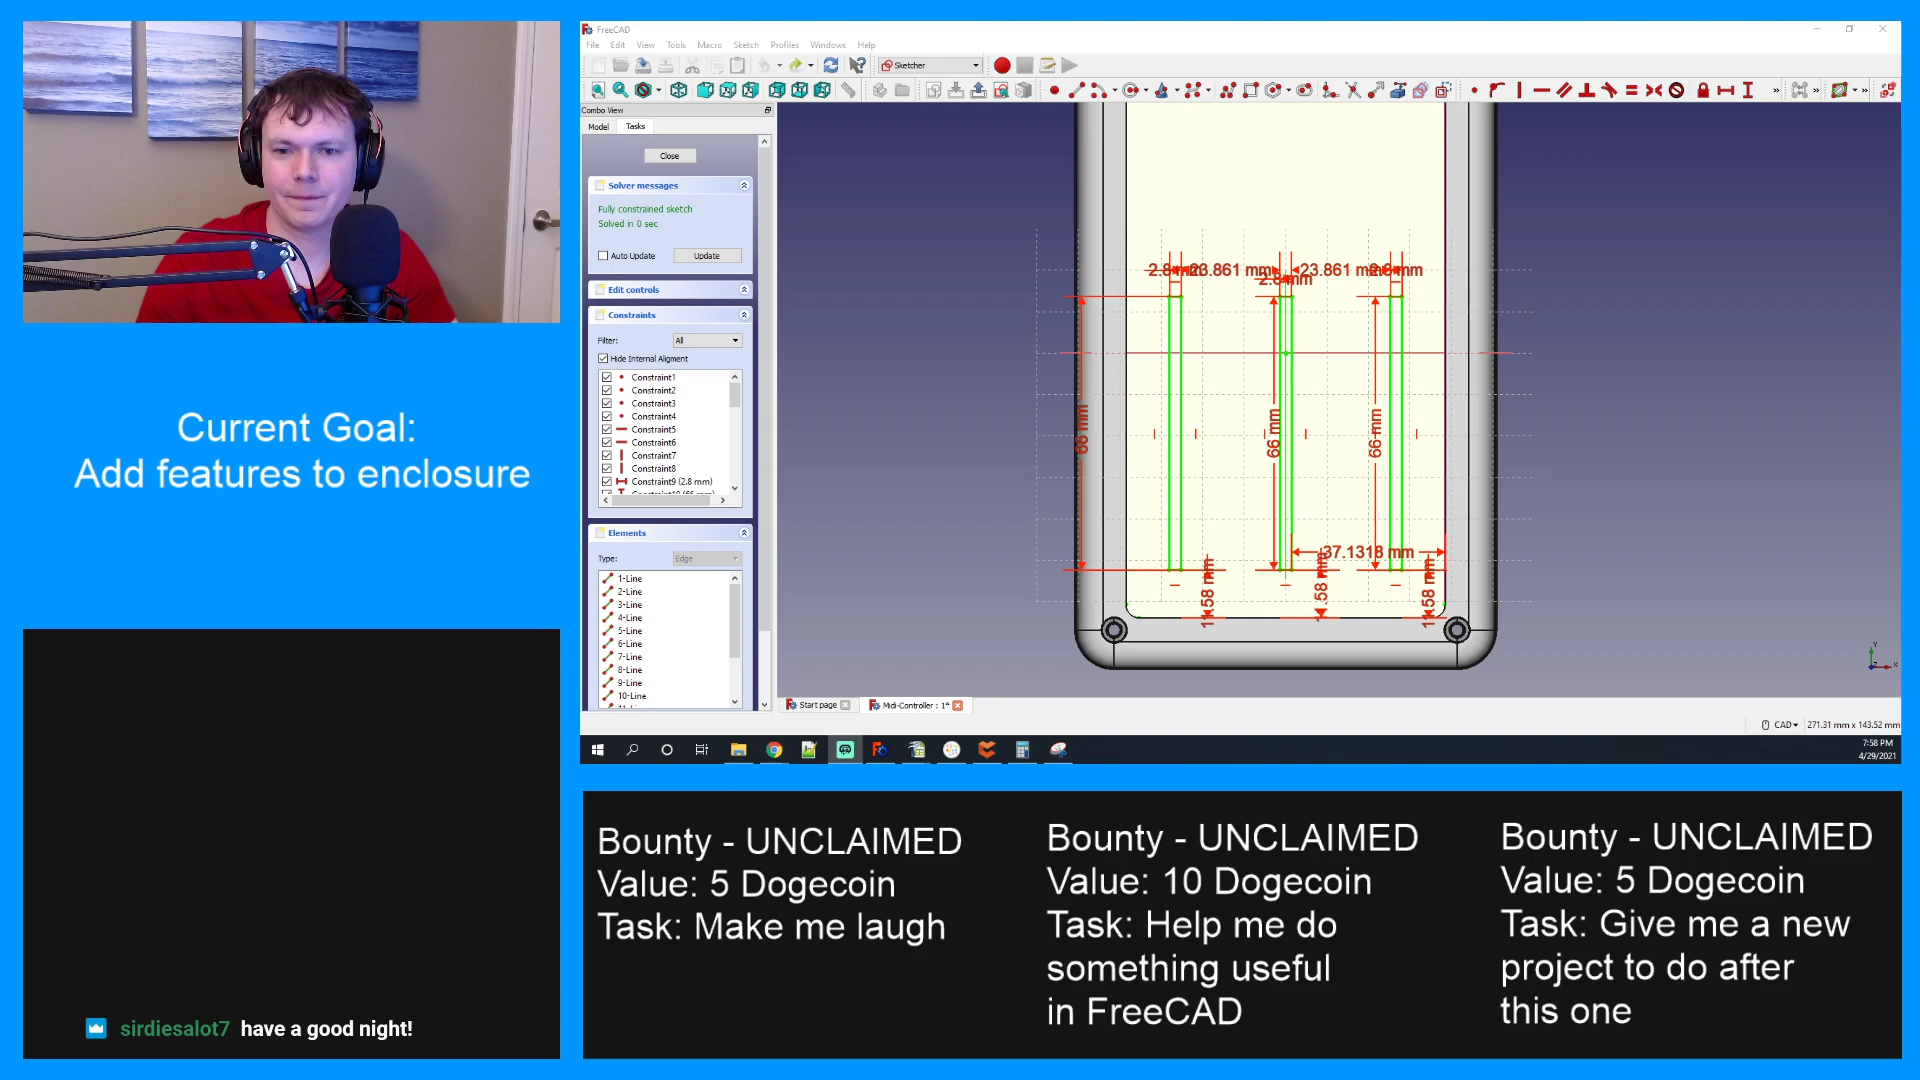 FreeCAD
File Edit View Tools Macro Sketch Profiles Windows Help
Sketcher
Combo View
Model Tasks
Close
Solver messages
Fully constrained sketch
Solved in 0 sec
Auto Update Update
Edit controls
Constraints
Filter: All
Hide Internal Aligment
Constraint1
Constraint2
Constraint3
Constraint4
Constraint5
Constraint6
Constraint7
Constraint8
Constraint9 (2.8 mm)
Elements
Type: Edge
1-Line
2-Line
3-Line
4-Line
5-Line
6-Line
7-Line
8-Line
9-Line
10-Line
23.861 mm
2.8 mm
66 mm
66 mm
66 mm
37.1318 mm
Y
X
Start page
Midi-Controller : 1*
CAD
271.31 mm x 143.52 mm
7:58 PM
4/29/2021
Current Goal:
Add features to enclosure
sirdiesalot7 have a good night!
Bounty - UNCLAIMED
Value: 5 Dogecoin
Task: Make me laugh
Bounty - UNCLAIMED
Value: 10 Dogecoin
Task: Help me do
something useful
in FreeCAD
Bounty - UNCLAIMED
Value: 5 Dogecoin
Task: Give me a new
project to do after
this one